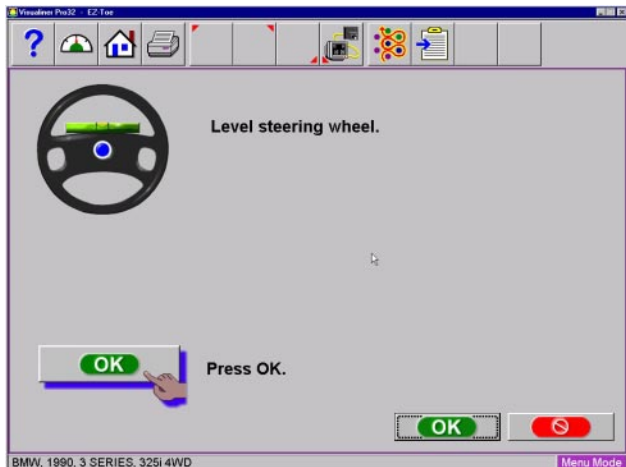 Visualiner Pro32 - EZ-Toe
?
Level steering wheel.
OK
Press OK.
OK
BMW, 1990, 3 SERIES, 325i 4WD
Menu Mode